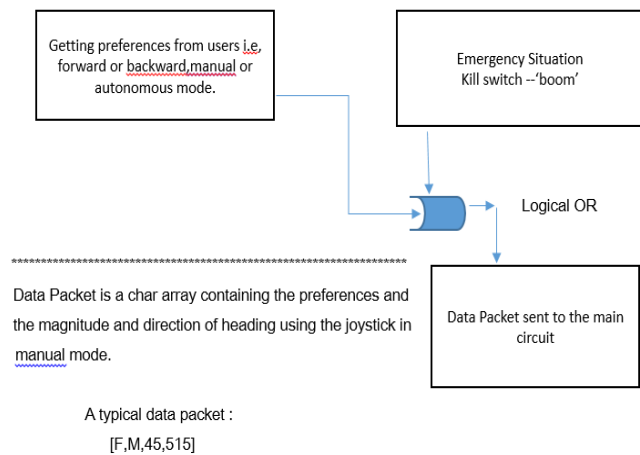 Getting preferences from users i.e,
forward or backward,manual or
autonomous mode.
Emergency Situation
Kill switch --‘boom’
Logical OR
**********************************************************************
Data Packet is a char array containing the preferences and
the magnitude and direction of heading using the joystick in
manual mode.
Data Packet sent to the main
circuit
A typical data packet :
[F,M,45,515]